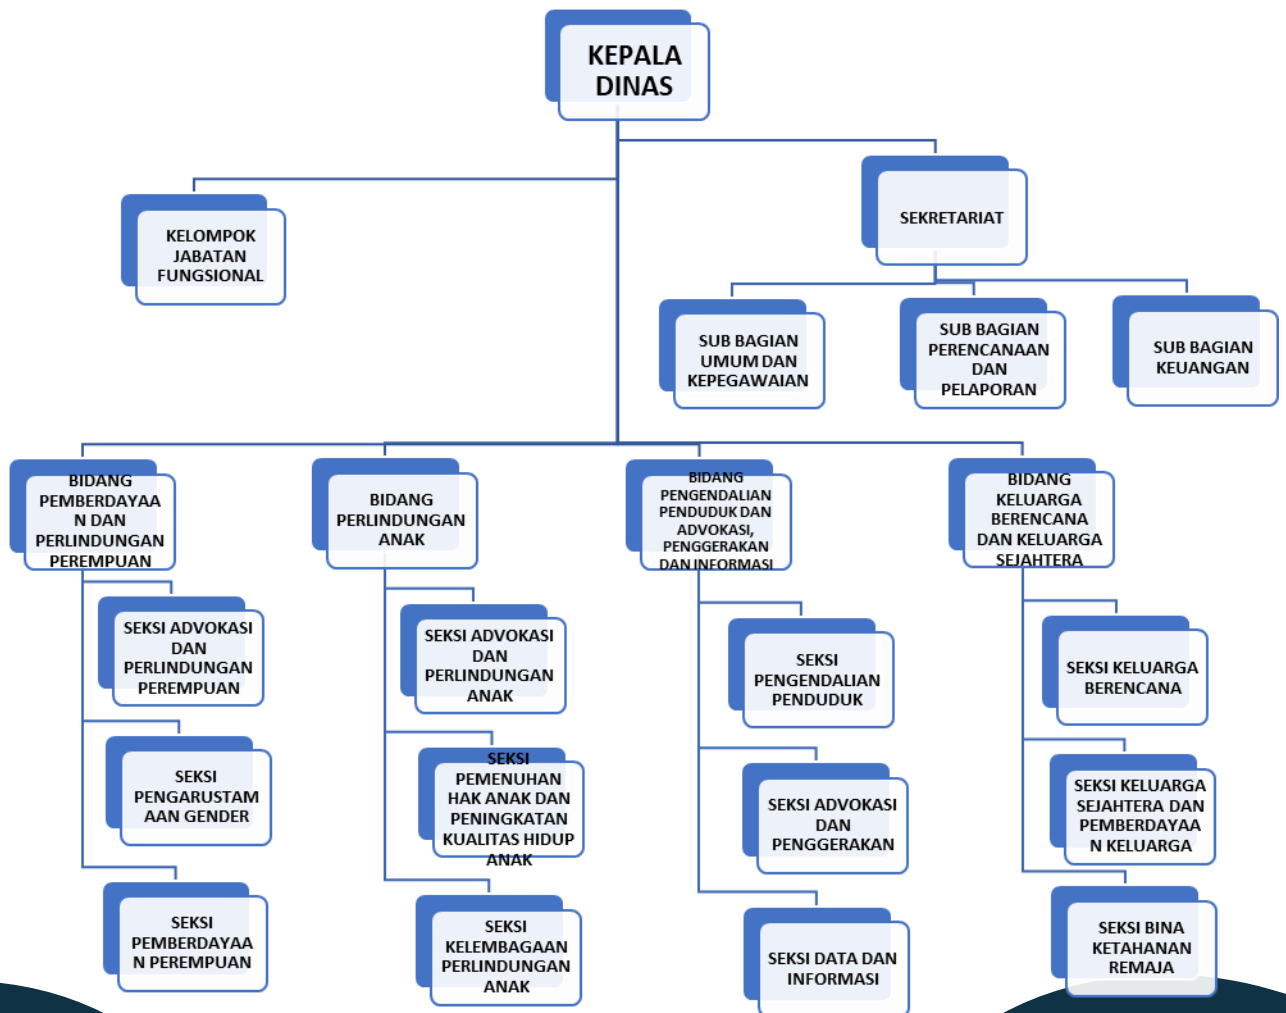 KEPALA
DINAS
SEKRETARIAT
KELOMPOK
JABATAN
FUNGSIONAL
SUB BAGIAN
UMUM DAN
KEPEGAWAIAN
SUB BAGIAN
PERENCANAAN
DAN
PELAPORAN
SUB BAGIAN
KEUANGAN
BIDANG
PEMBERDAYAA
N DAN
PERLINDUNGAN
PEREMPUAN
BIDANG
PERLINDUNGAN
ANAK
BIDANG
PENGENDALIAN
PENDUDUK DAN
ADVOKASI,
PENGGERAKAN
DAN INFORMASI
BIDANG
KELUARGA
BERENCANA
DAN KELUARGA
SEJAHTERA
SEKSI ADVOKASI
DAN
PERLINDUNGAN
PEREMPUAN
SEKSI
PENGARUSTAM
AAN GENDER
SEKSI
PEMBERDAYAA
N PEREMPUAN
SEKSI ADVOKASI
DAN
PERLINDUNGAN
ANAK
SEKSI
PEMENUHAN
HAK ANAK DAN
PENINGKATAN
KUALITAS HIDUP
ANAK
SEKSI
KELEMBAGAAN
PERLINDUNGAN
ANAK
SEKSI
PENGENDALIAN
PENDUDUK
SEKSI ADVOKASI
DAN
PENGGERAKAN
SEKSI DATA DAN
INFORMASI
SEKSI KELUARGA
BERENCANA
SEKSI KELUARGA
SEJAHTERA DAN
PEMBERDAYAA
N KELUARGA
SEKSI BINA
KETAHANAN
REMAJA